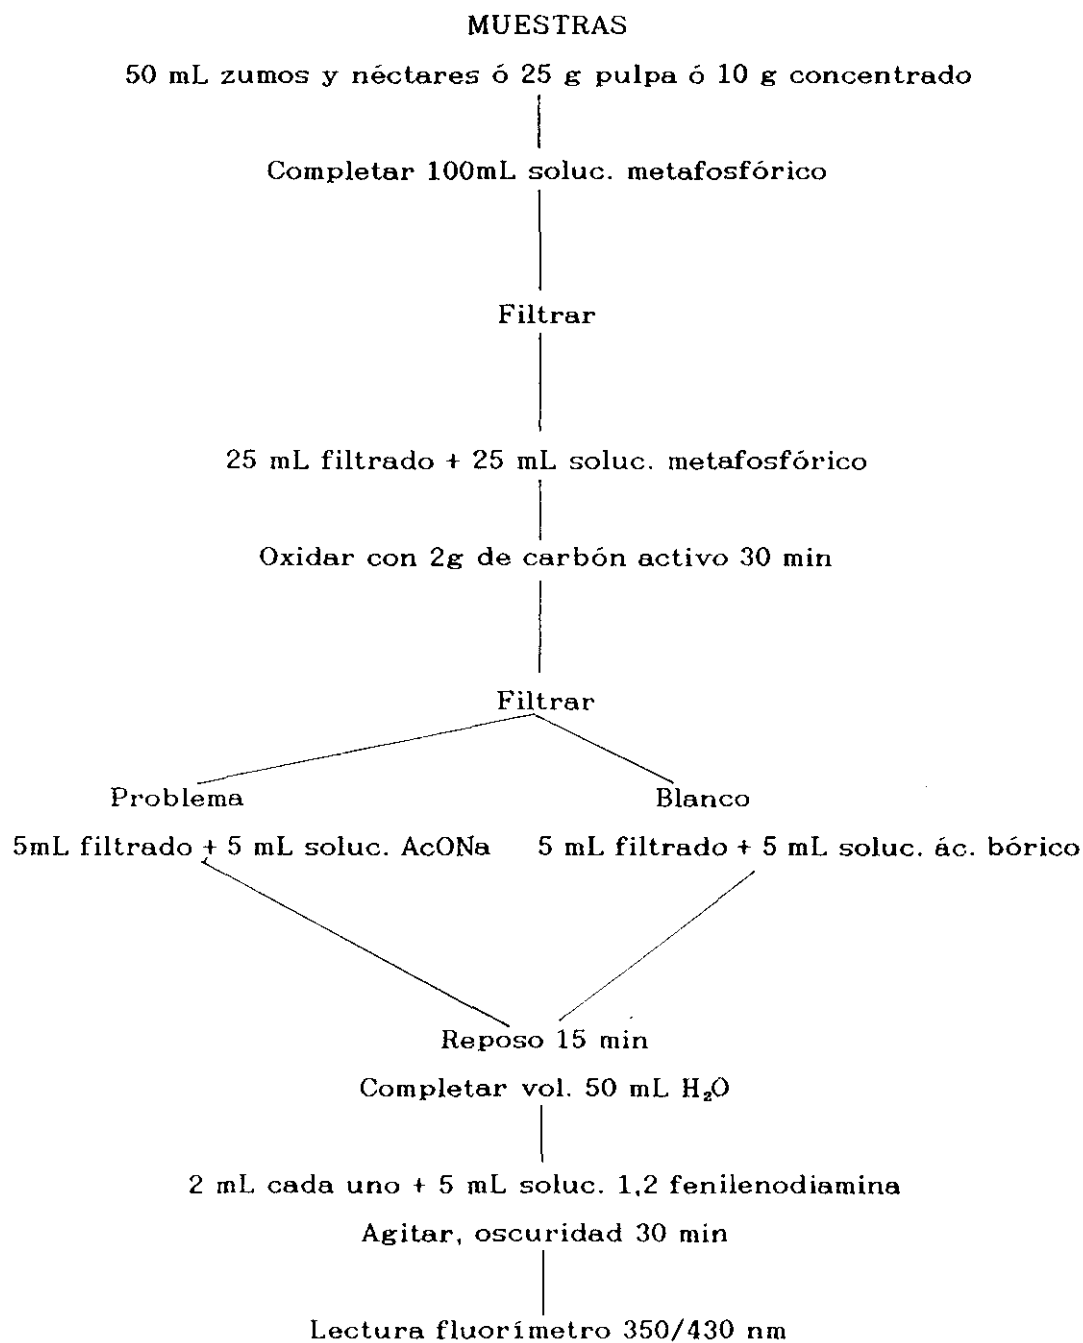 MUESTRAS
50 mL zumos y néctares ó 25 g pulpa ó 10 g concentrado
Completar 100mL soluc. metafosfórico
Filtrar
25 mL filtrado + 25 mL soluc. metafosfórico
Oxidar con 2g de carbón activo 30 min
Filtrar
Problema
5mL filtrado + 5 mL soluc. AcONa
Blanco
5 mL filtrado + 5 mL soluc. ác. bórico
Reposo 15 min
Completar vol. 50 mL H₂O
2 mL cada uno + 5 mL soluc. 1,2 fenilenodiamina
Agitar, oscuridad 30 min
Lectura fluorímetro 350/430 nm